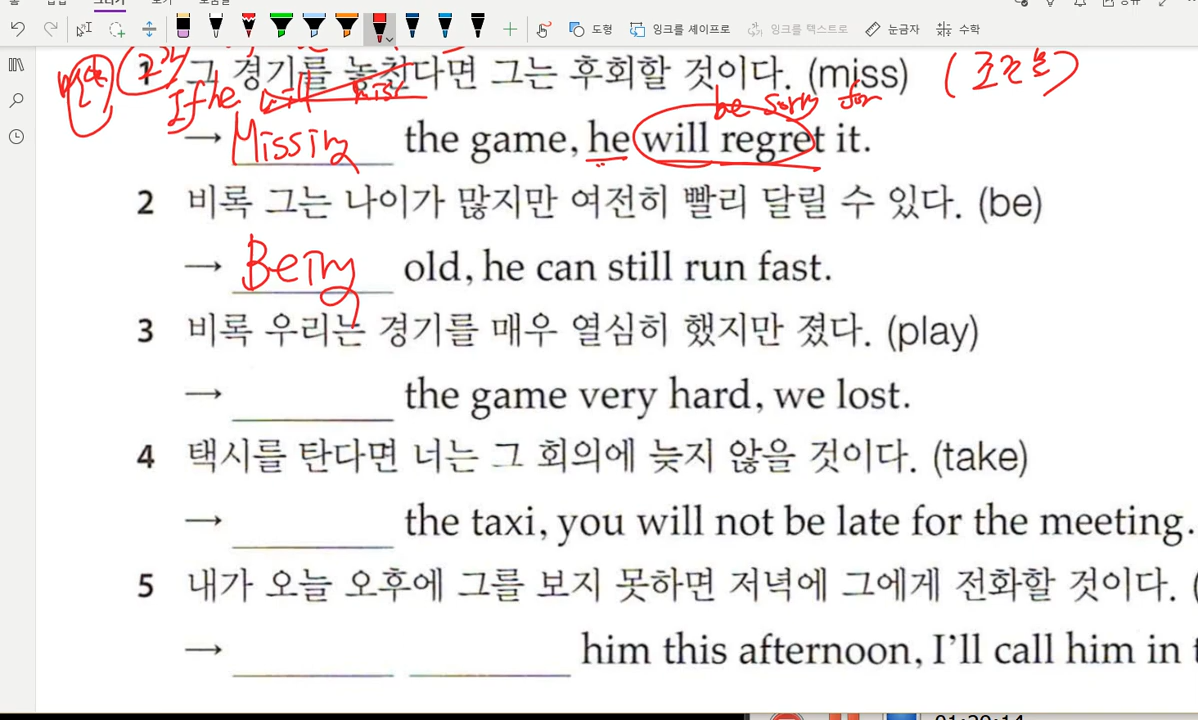 도형 잉크를 셰이프로 잉크를 텍스트로 눈금자 수학
1 그 경기를 놓친다면 그는 후회할 것이다. (miss) (조건문)
If he will miss be sorry for
→ Missing the game, he will regret it.
2 비록 그는 나이가 많지만 여전히 빨리 달릴 수 있다. (be)
→ Being old, he can still run fast.
3 비록 우리는 경기를 매우 열심히 했지만 졌다. (play)
→ the game very hard, we lost.
4 택시를 탄다면 너는 그 회의에 늦지 않을 것이다. (take)
→ the taxi, you will not be late for the meeting.
5 내가 오늘 오후에 그를 보지 못하면 저녁에 그에게 전화할 것이다. (
→ him this afternoon, I'll call him in t